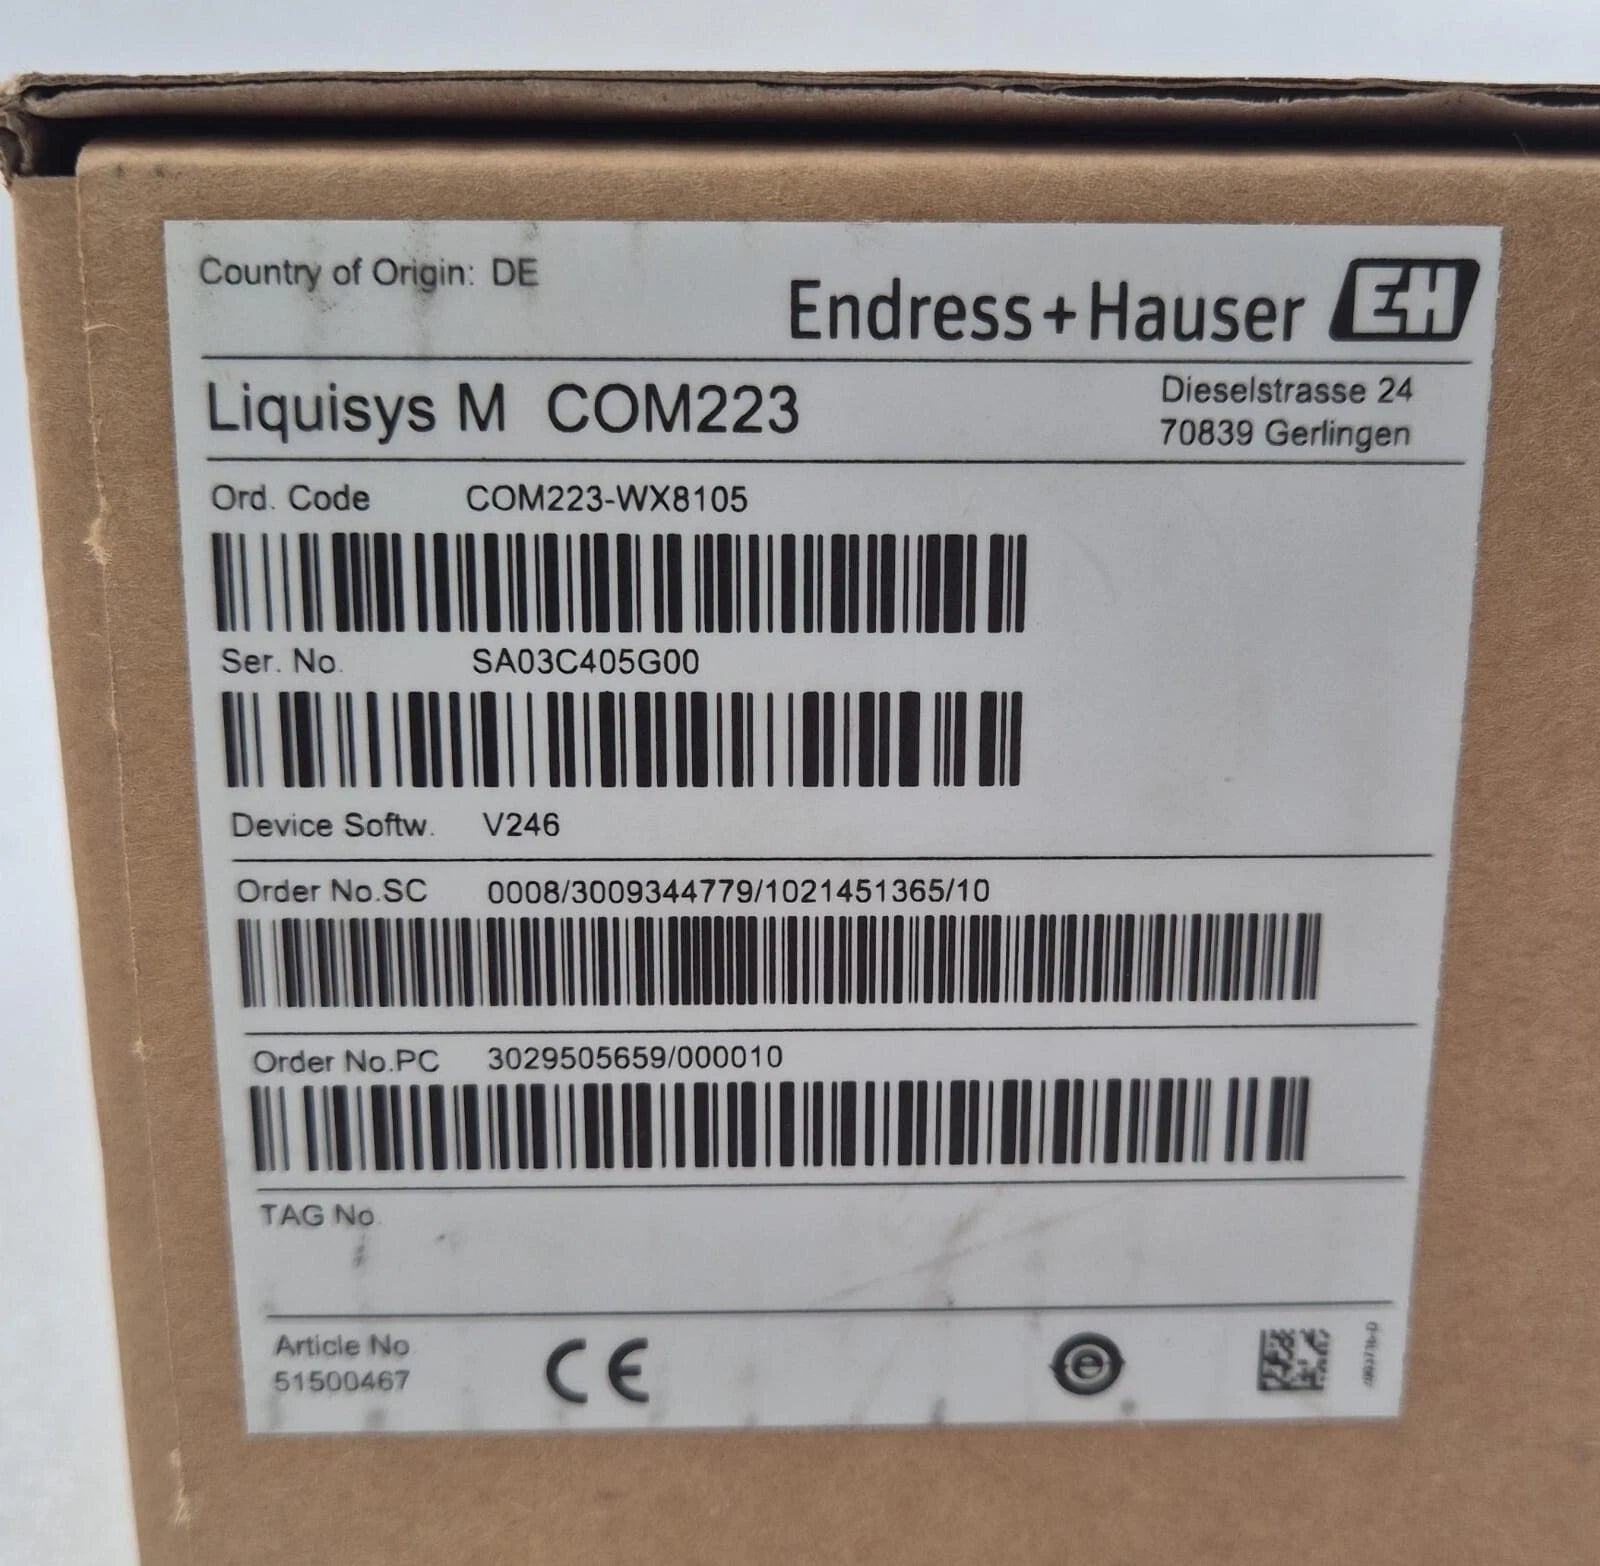 Country of Origin: DE
Endress+Hauser EH
Liquisys M COM223
Dieselstrasse 24
70839 Gerlingen
Ord. Code COM223-WX8105
Ser. No. SA03C405G00
Device Softw. V246
Order No.SC 0008/3009344779/1021451365/10
Order No.PC 3029505659/000010
TAG No.
Article No
51500467
CE
e